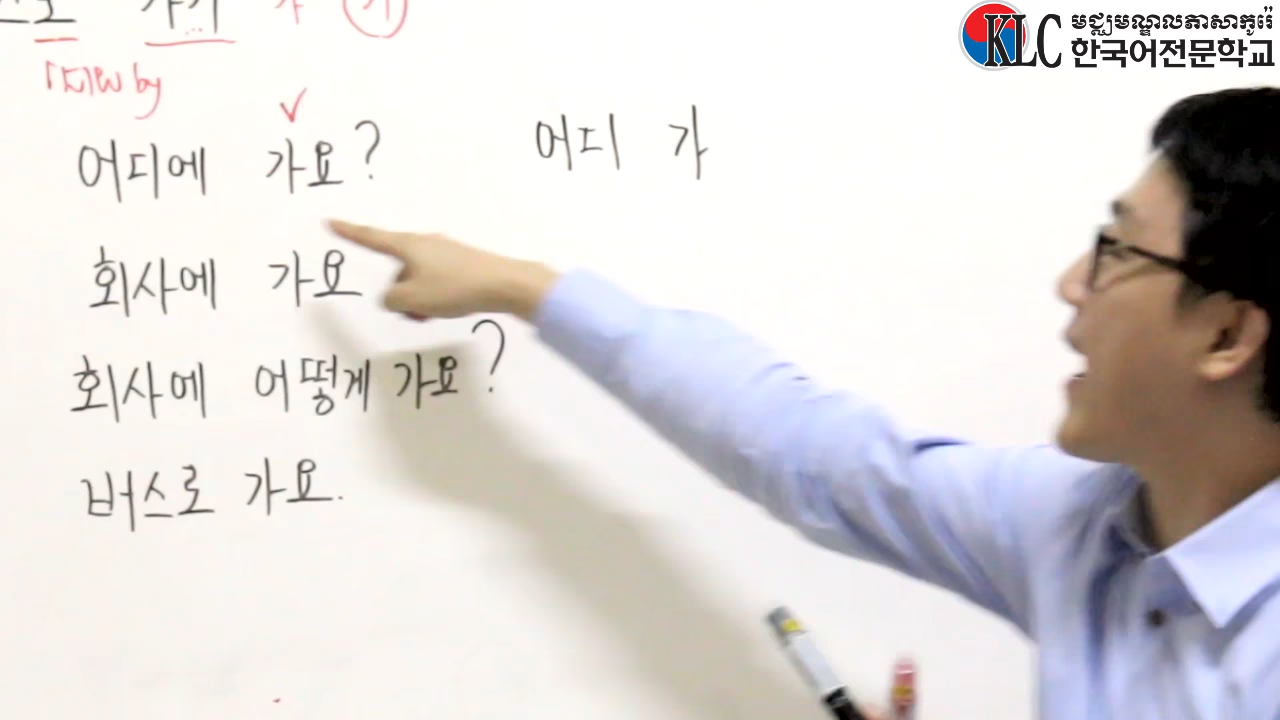 KLC មជ្ឈមណ្ឌលភាសាកូរ៉េ
한국어전문학교
by
어디에 가요? 어디 가
회사에 가요
회사에 어떻게 가요?
버스로 가요.